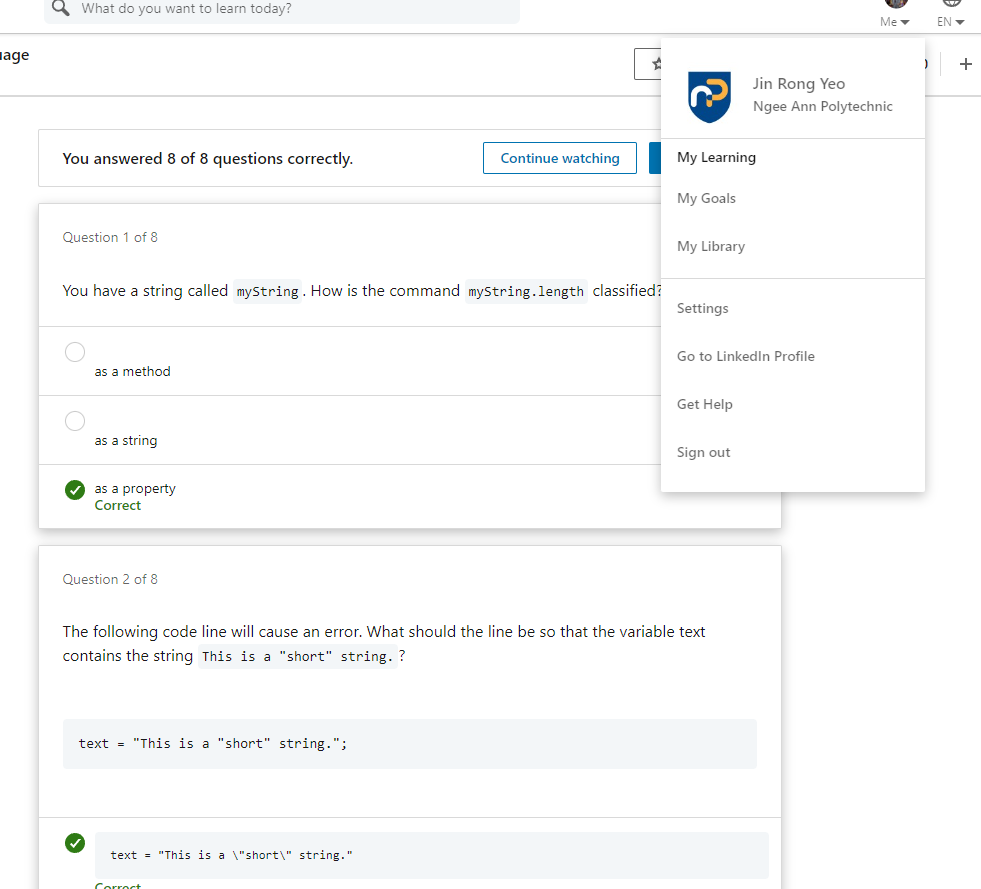 What do you want to learn today?
Me
EN
uage
Jin Rong Yeo
Ngee Ann Polytechnic
You answered 8 of 8 questions correctly.
Continue watching
My Learning
My Goals
My Library
Settings
Go to LinkedIn Profile
Get Help
Sign out
Question 1 of 8
You have a string called myString. How is the command myString.length classified?
as a method
as a string
as a property
Correct
Question 2 of 8
The following code line will cause an error. What should the line be so that the variable text
contains the string This is a "short" string. ?
text = "This is a "short" string.";
text = "This is a \"short\" string."
Correct